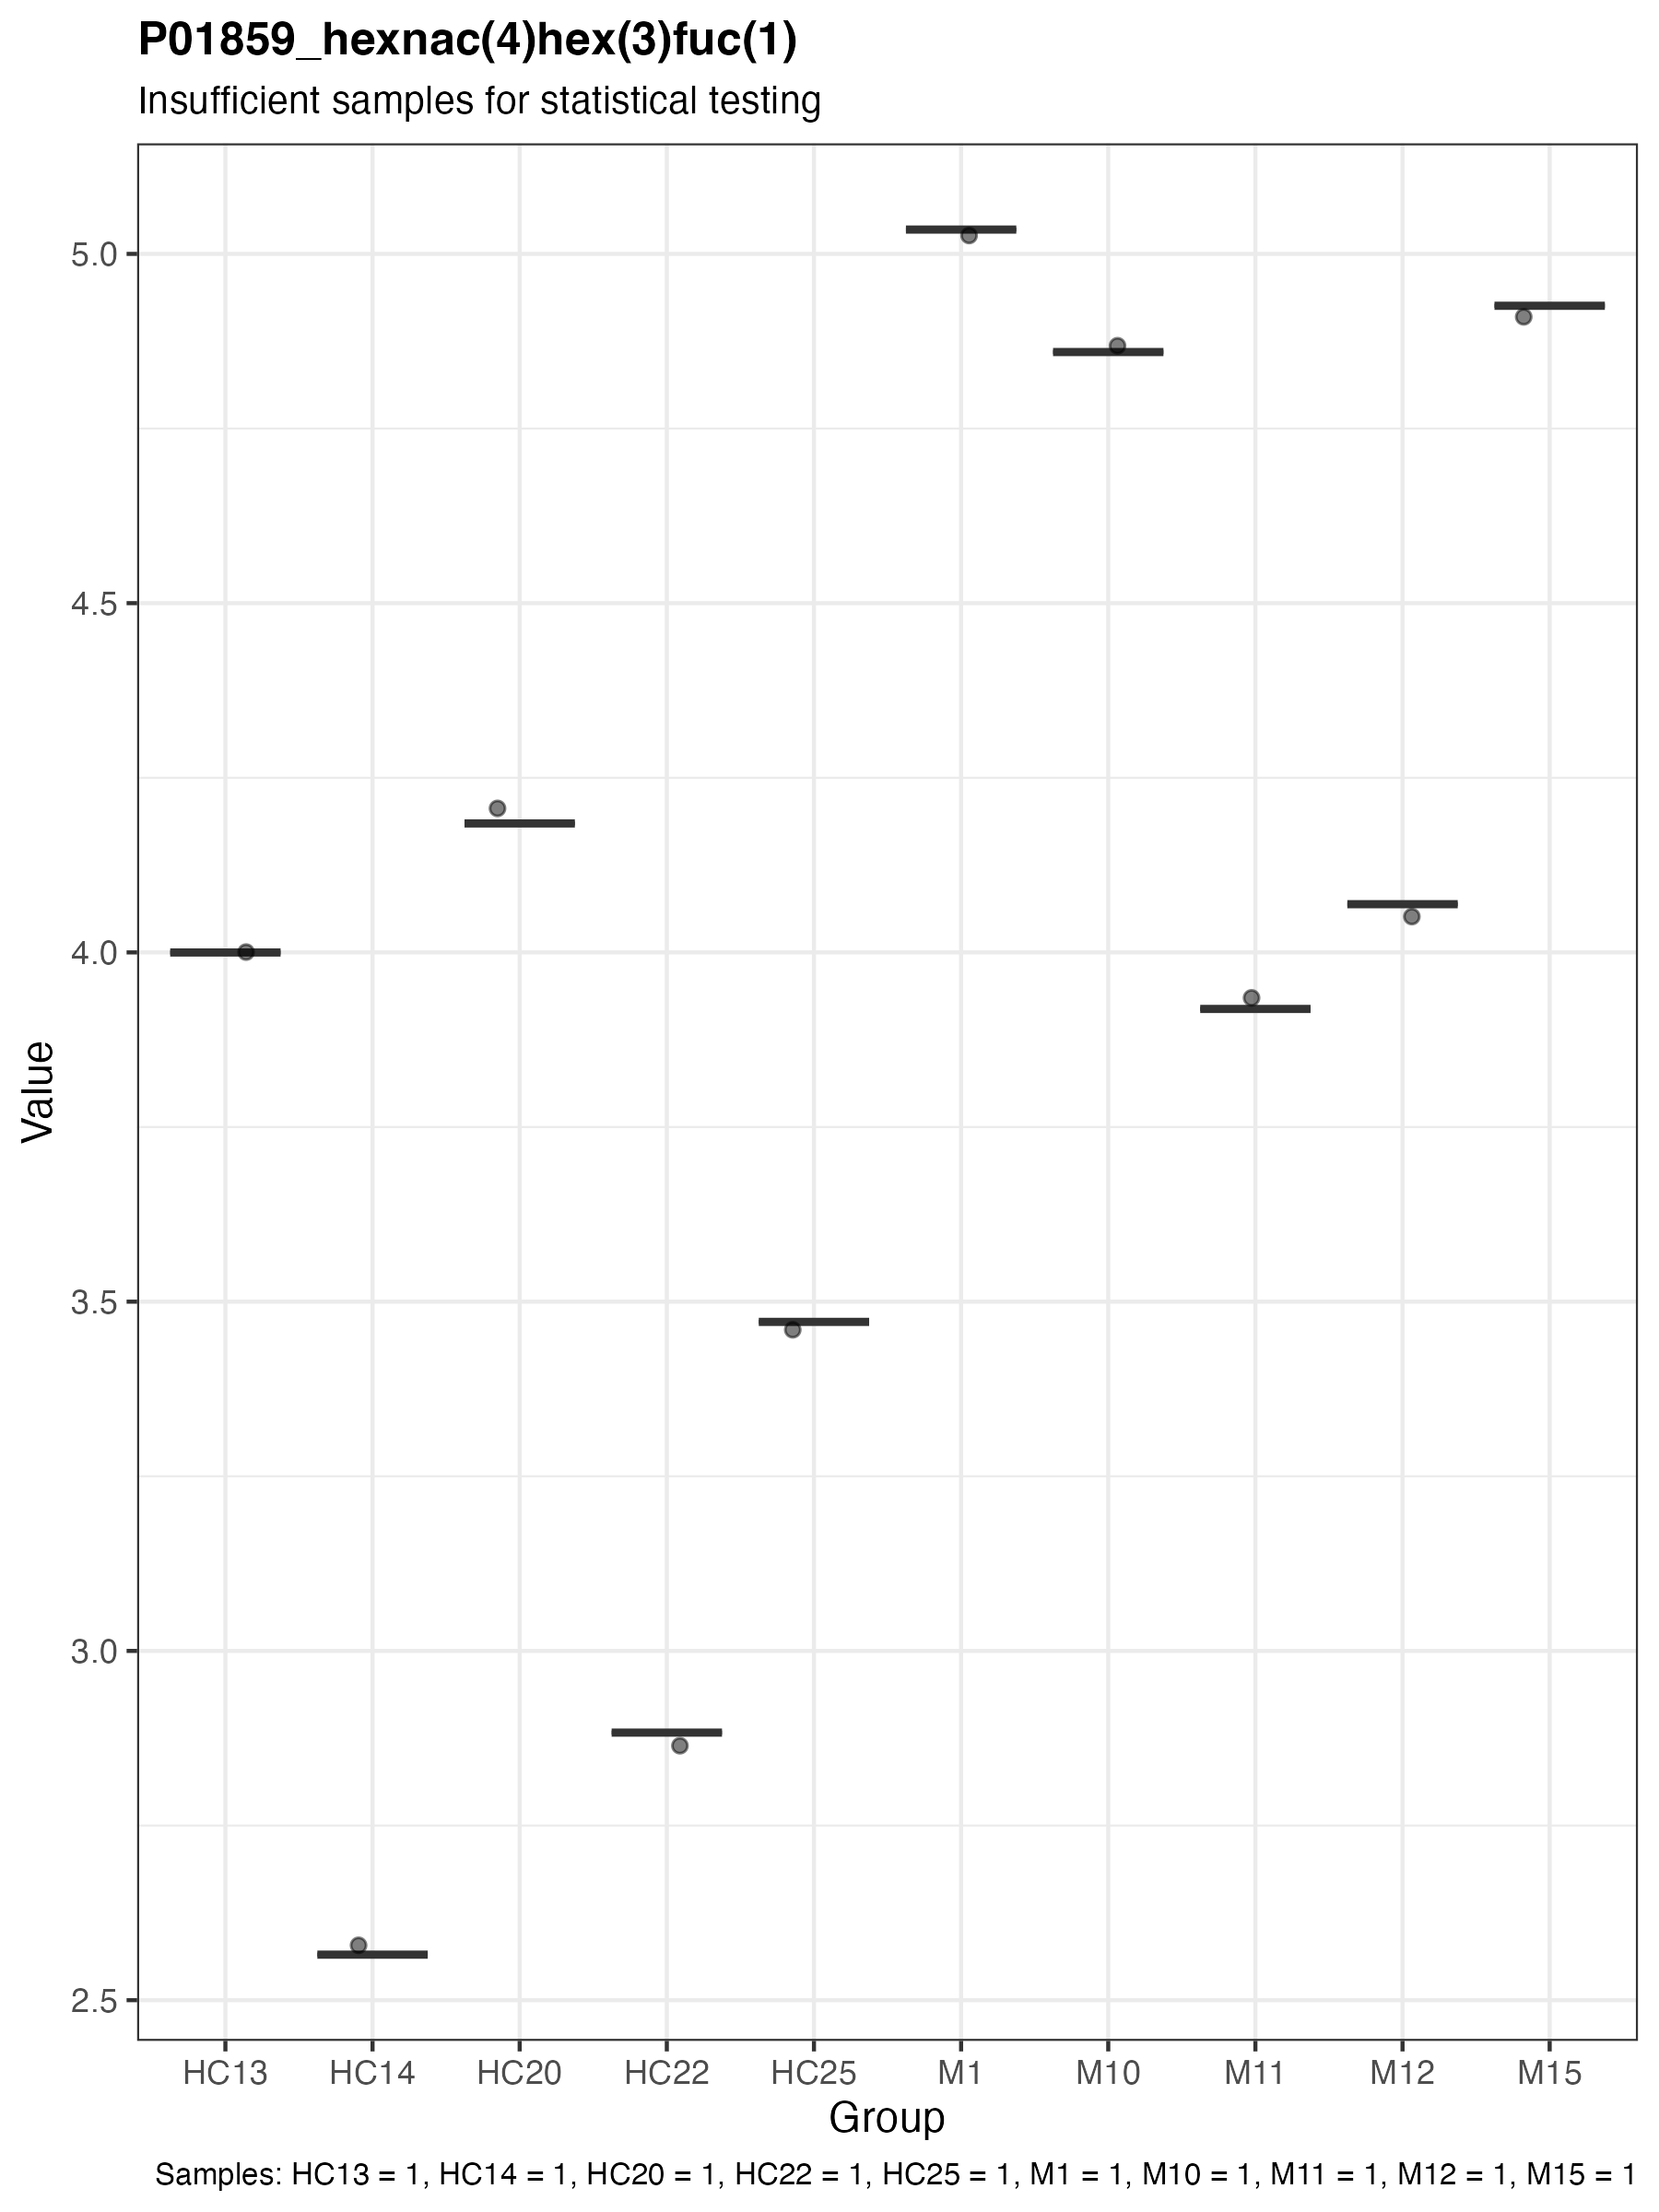 P01859_hexnac(4)hex(3)fuc(1)
Insufficient samples for statistical testing
5.0
4.5
4.0
3.5
3.0
2.5
Value
HC13 HC14 HC20 HC22 HC25 M1 M10 M11 M12 M15
Group
Samples: HC13 = 1, HC14 = 1, HC20 = 1, HC22 = 1, HC25 = 1, M1 = 1, M10 = 1, M11 = 1, M12 = 1, M15 = 1